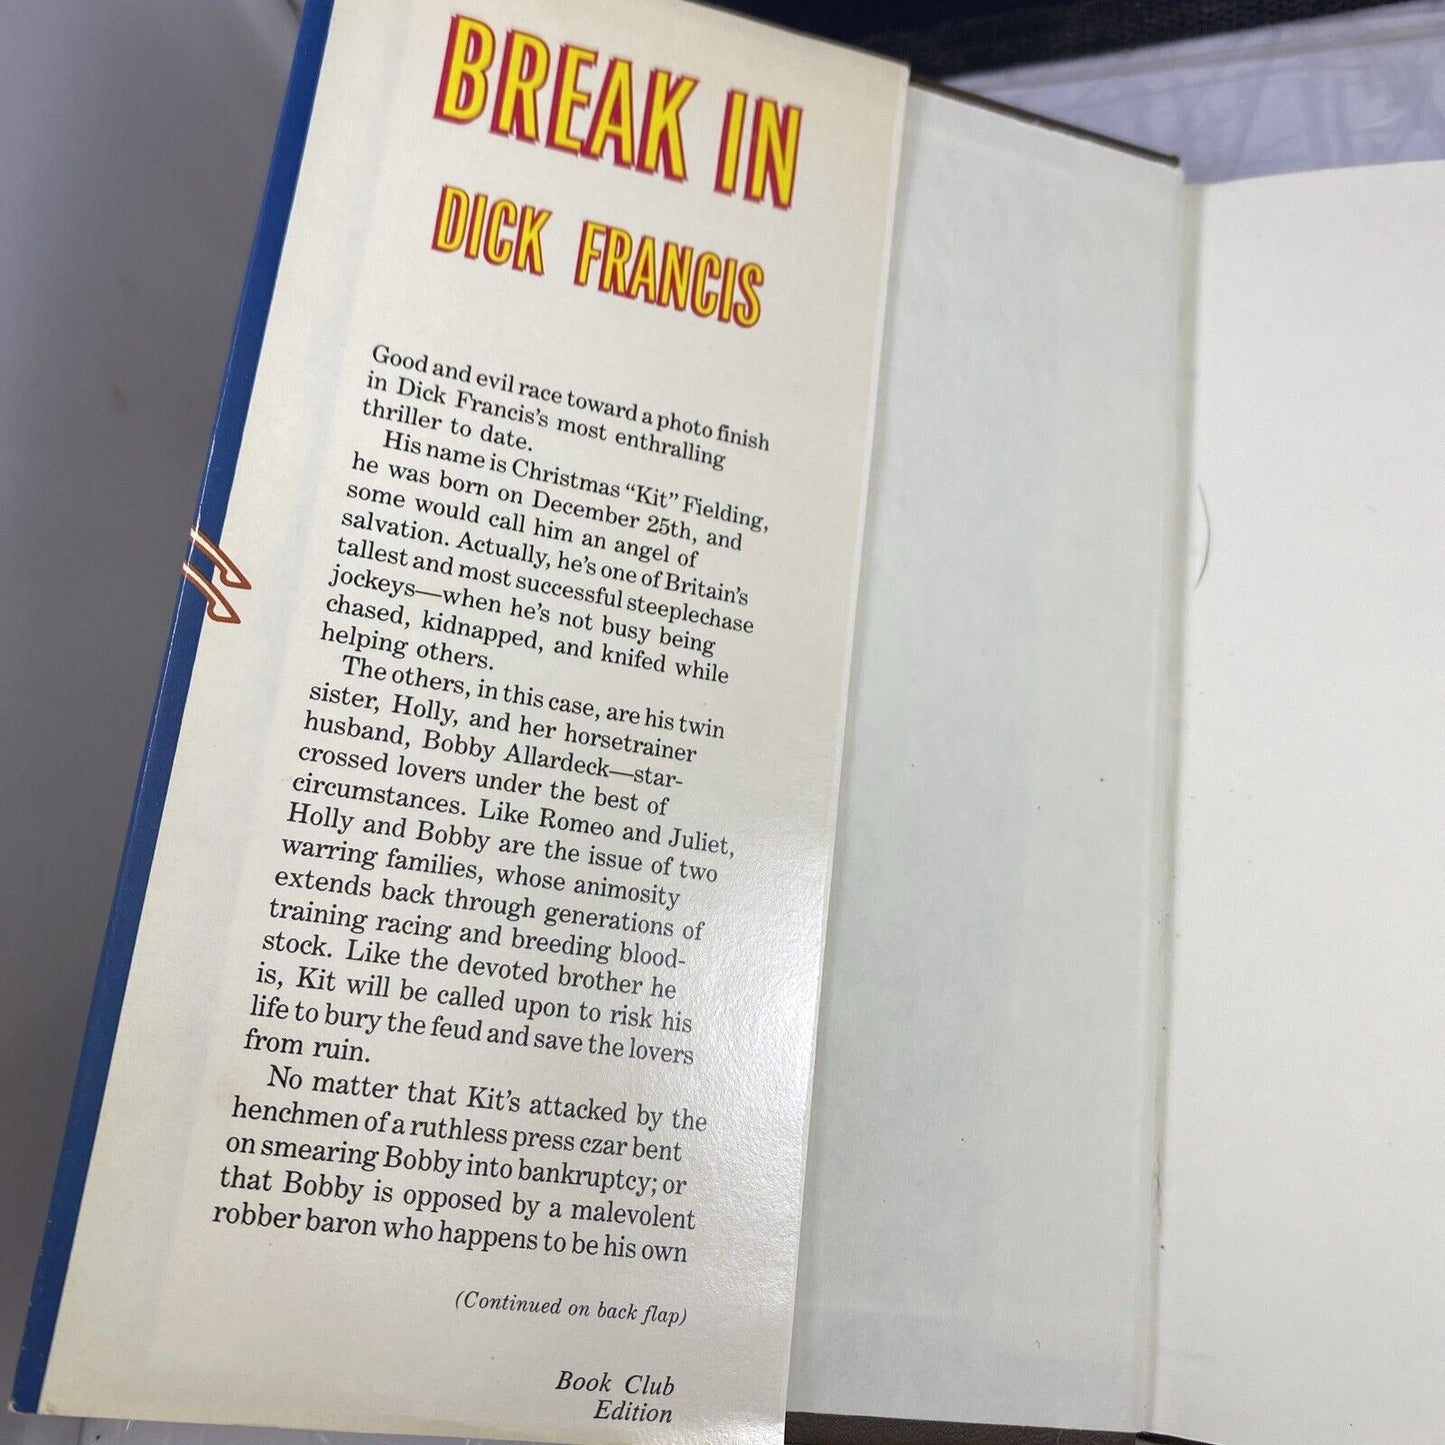 BREAK IN
DICK FRANCIS
Good and evil race toward a photo finish
in Dick Francis's most enthralling
thriller to date.
His name is Christmas "Kit" Fielding,
he was born on December 25th, and
some would call him an angel of
salvation. Actually, he's one of Britain's
tallest and most successful steeplechase
jockeys—when he's not busy being
chased, kidnapped, and knifed while
helping others.
The others, in this case, are his twin
sister, Holly, and her horsetrainer
husband, Bobby Allardeck—star-
crossed lovers under the best of
circumstances. Like Romeo and Juliet,
Holly and Bobby are the issue of two
warring families, whose animosity
extends back through generations of
training racing and breeding blood-
stock. Like the devoted brother he
is, Kit will be called upon to risk his
life to bury the feud and save the lovers
from ruin.
No matter that Kit's attacked by the
henchmen of a ruthless press czar bent
on smearing Bobby into bankruptcy; or
that Bobby is opposed by a malevolent
robber baron who happens to be his own
(Continued on back flap)
Book Club
Edition